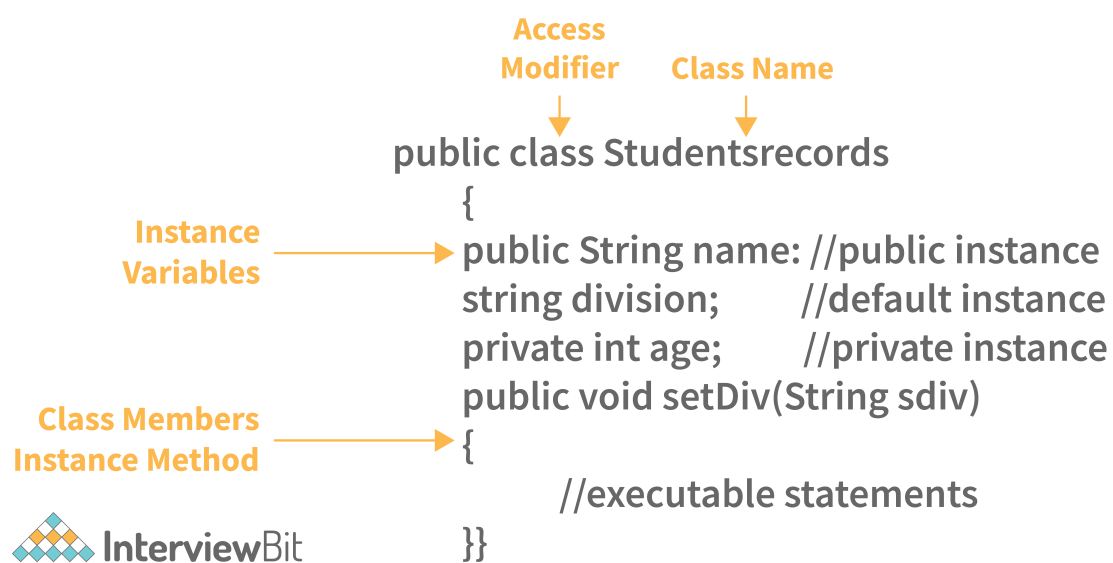 Access
Modifier
Class Name
public class Studentsrecords
{
Instance
Variables
public String name: //public instance
string division; //default instance
private int age; //private instance
public void setDiv(String sdiv)
Class Members
Instance Method
{
//executable statements
}}
InterviewBit